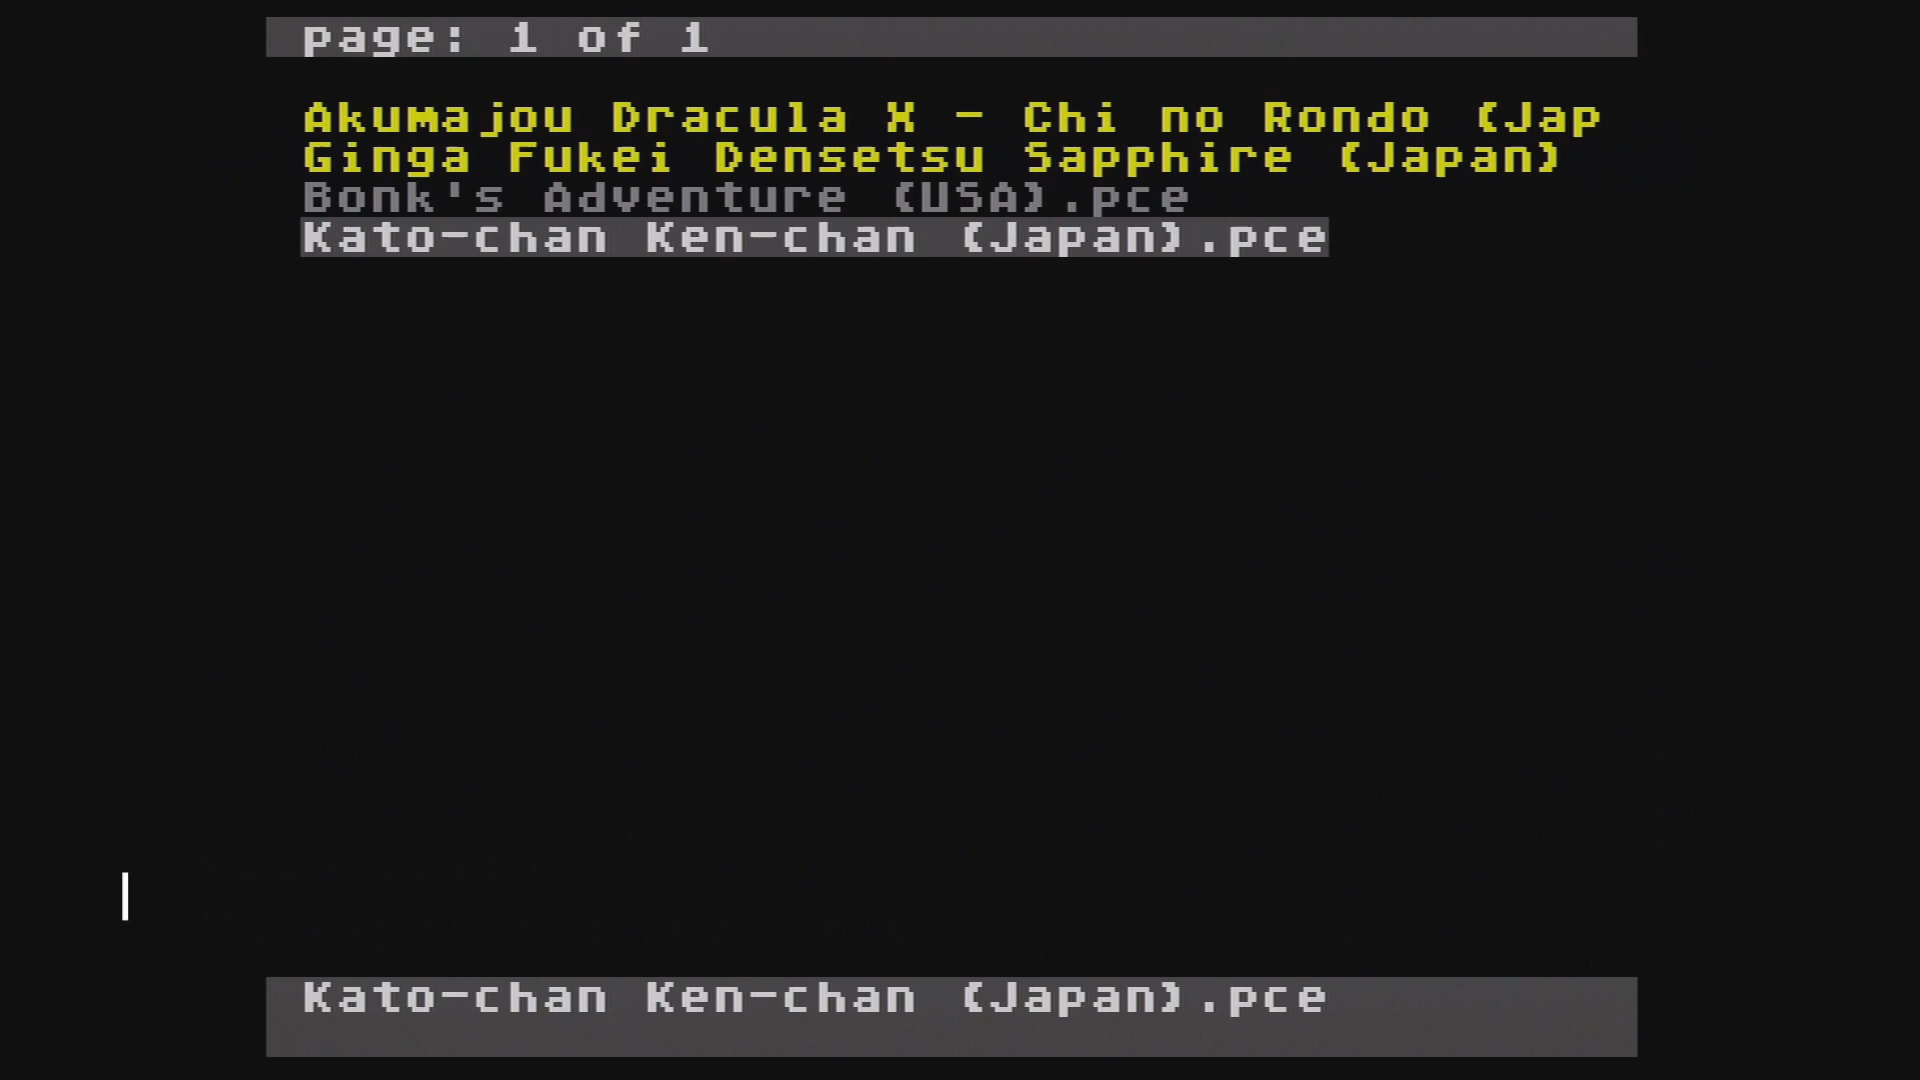 page: 1 of 1
Akumajou Dracula X - Chi no Rondo (Jap
Ginga Fukei Densetsu Sapphire (Japan)
Bonk's Adventure (USA).pce
Kato-chan Ken-chan (Japan).pce
Kato-chan Ken-chan (Japan).pce